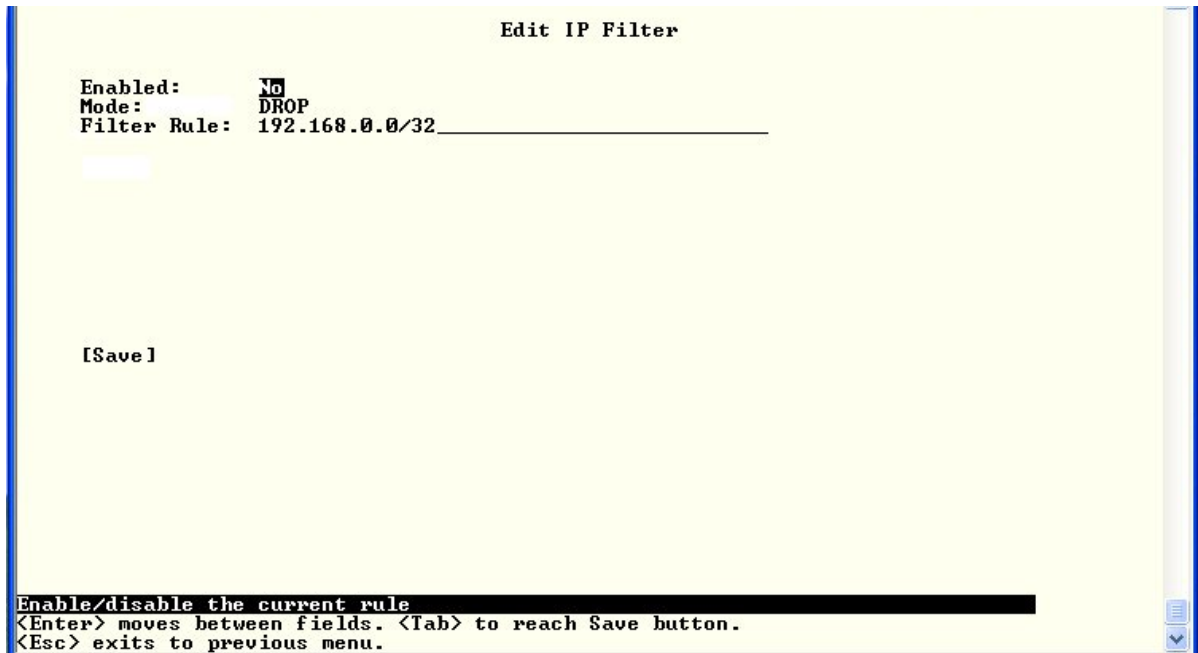 Edit IP Filter
Enabled: No
Mode: DROP
Filter Rule: 192.168.0.0/32
[Save]
Enable/disable the current rule
<Enter> moves between fields. <Tab> to reach Save button.
<Esc> exits to previous menu.